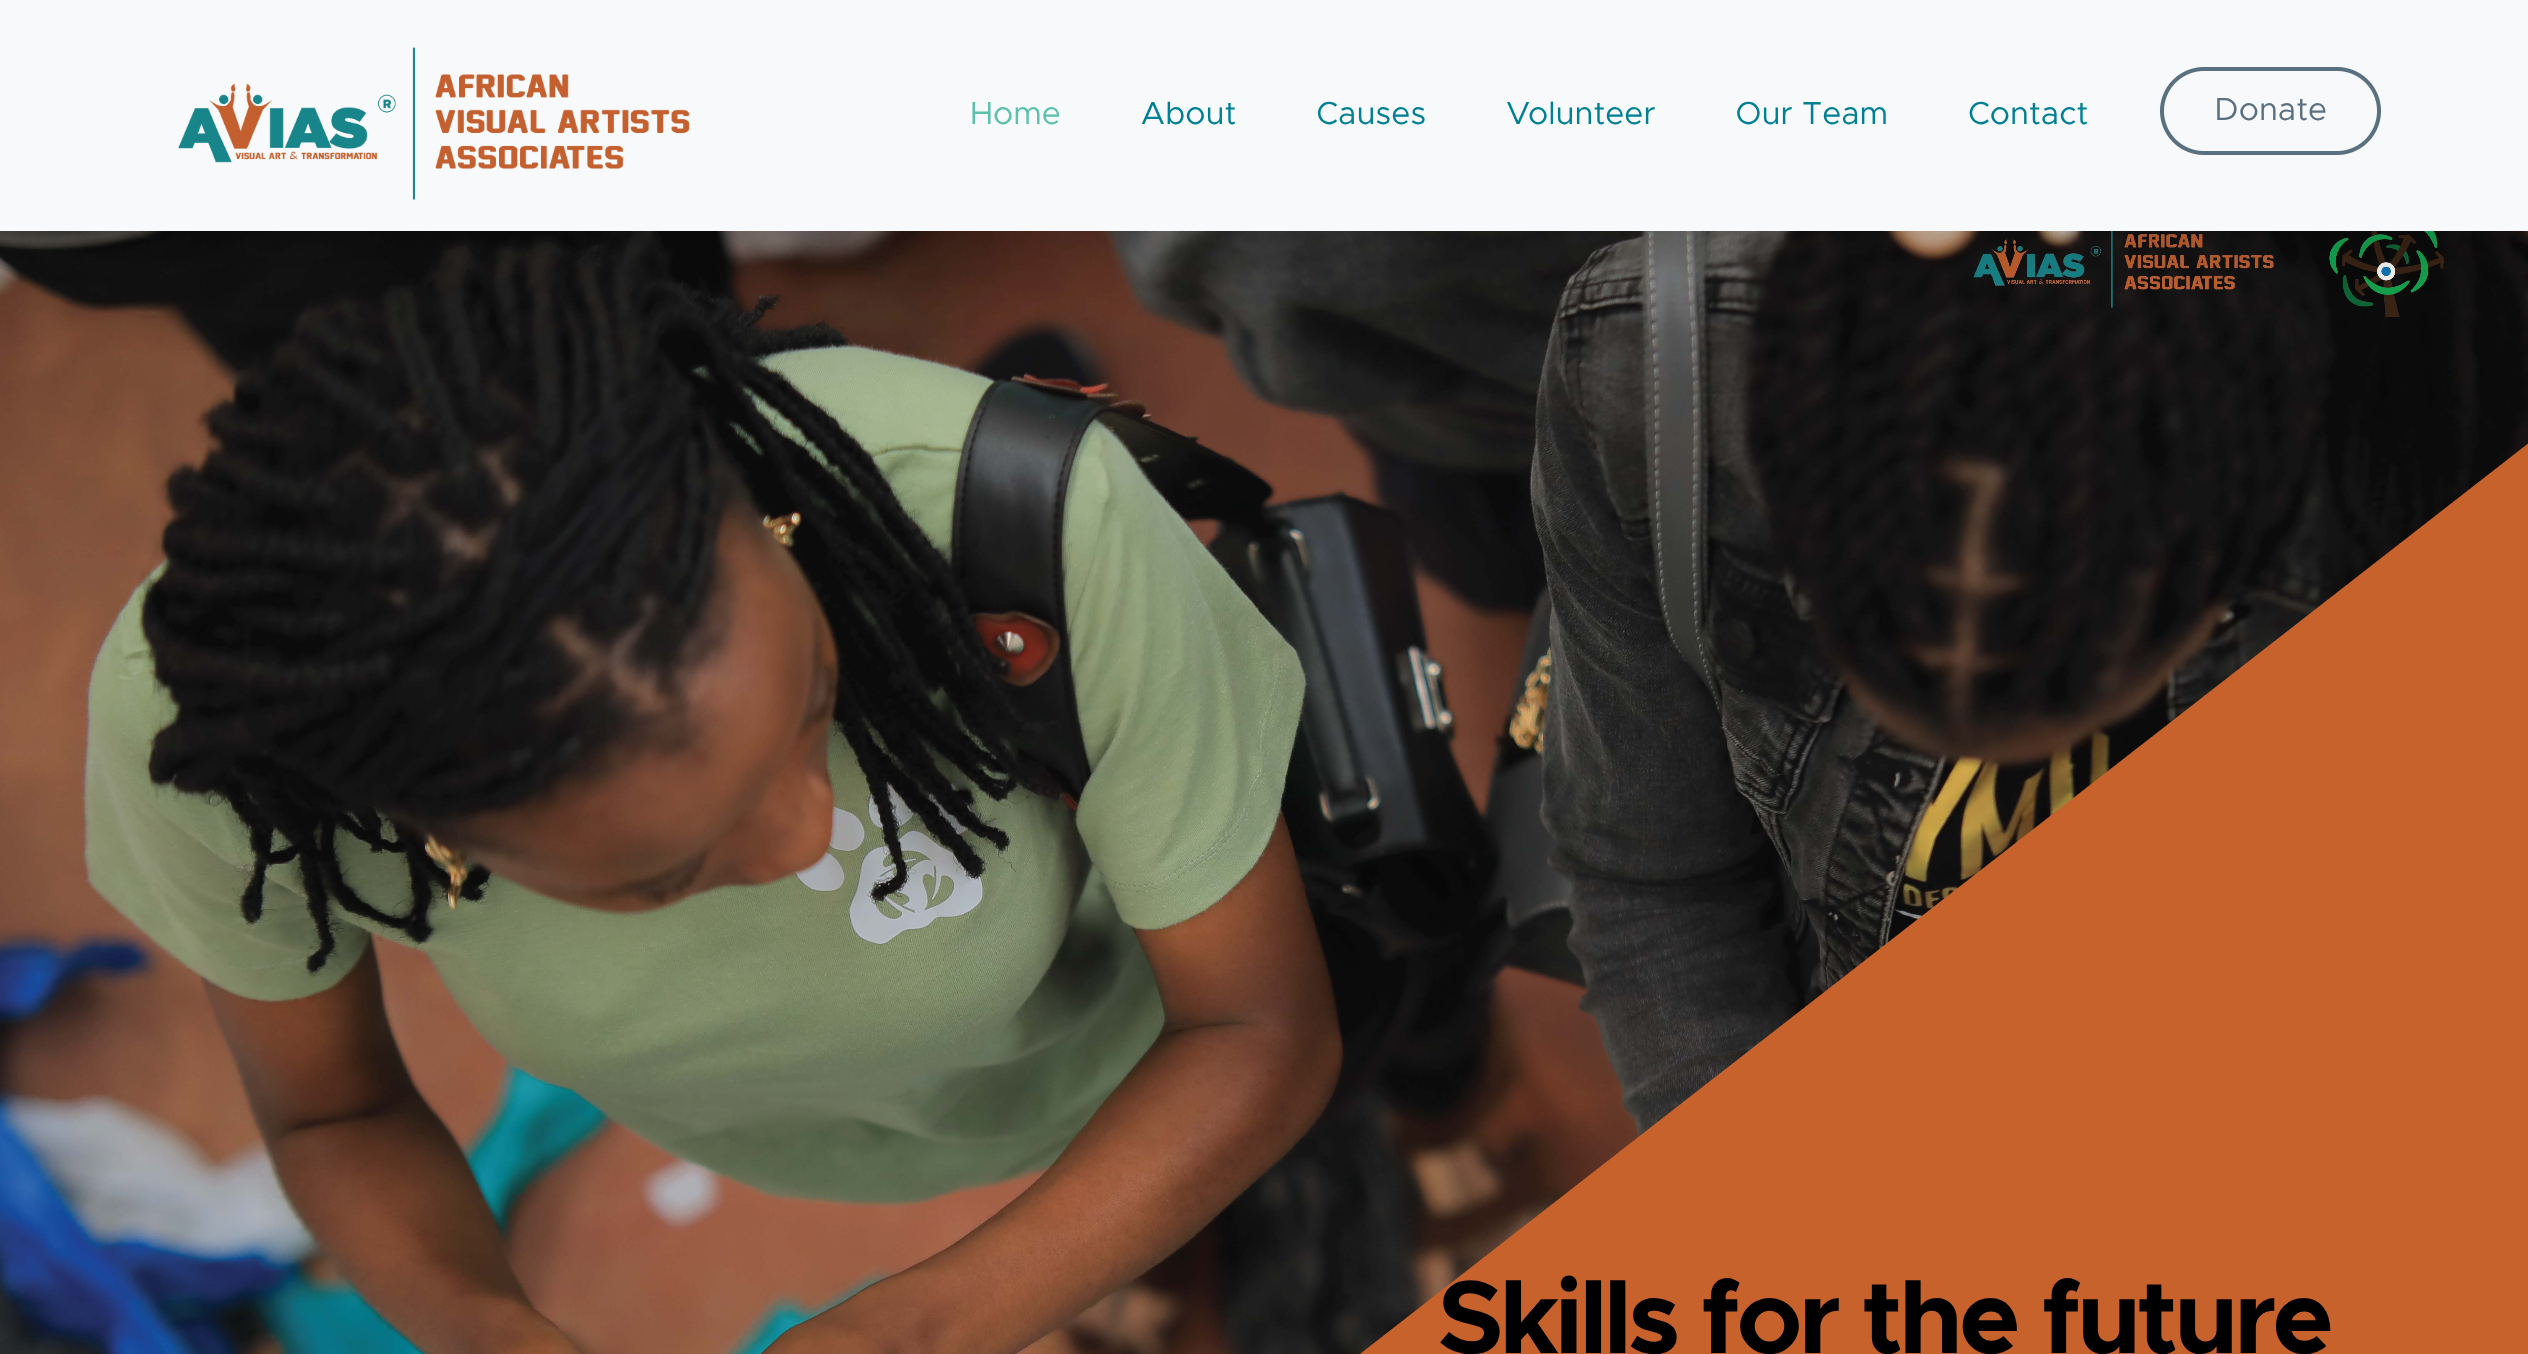 AVIAS ®
VISUAL ART & TRANSFORMATION
AFRICAN
VISUAL ARTISTS
ASSOCIATES
Home
About
Causes
Volunteer
Our Team
Contact
Donate
AVIAS ®
VISUAL ART & TRANSFORMATION
AFRICAN
VISUAL ARTISTS
ASSOCIATES
Skills for the future